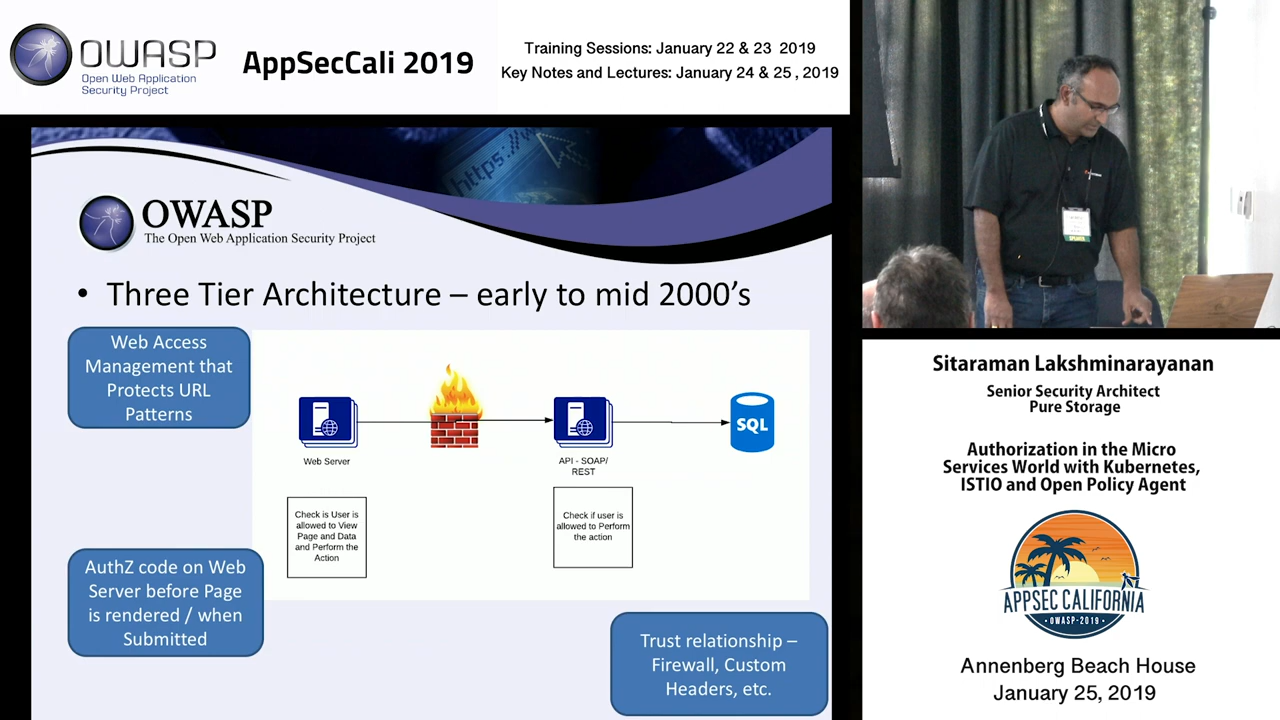 OWASP
Open Web Application
Security Project
AppSecCali 2019
Training Sessions: January 22 & 23 2019
Key Notes and Lectures: January 24 & 25 , 2019
https://
OWASP
The Open Web Application Security Project
• Three Tier Architecture – early to mid 2000's
Web Access
Management that
Protects URL
Patterns
SQL
Web Server
API - SOAP/
REST
Check is User is
allowed to View
Page and Data
and Perform the
Action
Check if user is
allowed to Perform
the action
AuthZ code on Web
Server before Page
is rendered / when
Submitted
Trust relationship –
Firewall, Custom
Headers, etc.
Sitaraman Lakshminarayanan
Senior Security Architect
Pure Storage
Authorization in the Micro
Services World with Kubernetes,
ISTIO and Open Policy Agent
APPSEC CALIFORNIA
• OWASP-2019 •
Annenberg Beach House
January 25, 2019